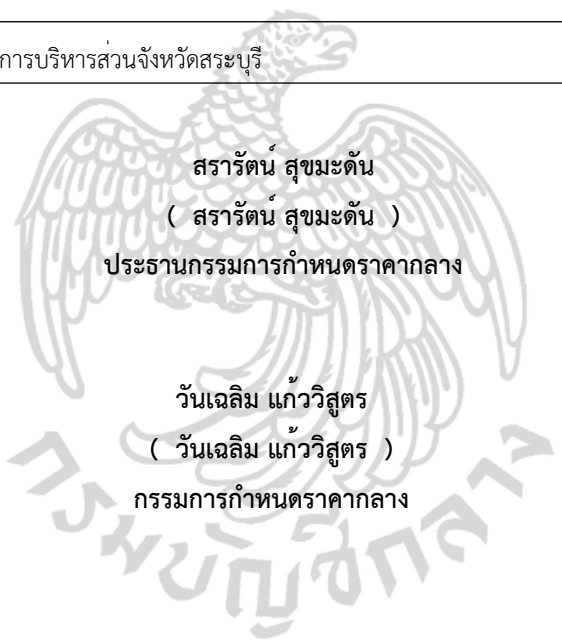 การบริหารส่วนจังหวัดสระบุรี
สรารัตน์ สุขมะดัน
( สรารัตน์ สุขมะดัน )
ประธานกรรมการกำหนดราคากลาง
วันเฉลิม แก้ววิสูตร
( วันเฉลิม แก้ววิสูตร )
กรรมการกำหนดราคากลาง
กรมบัญชีกลาง